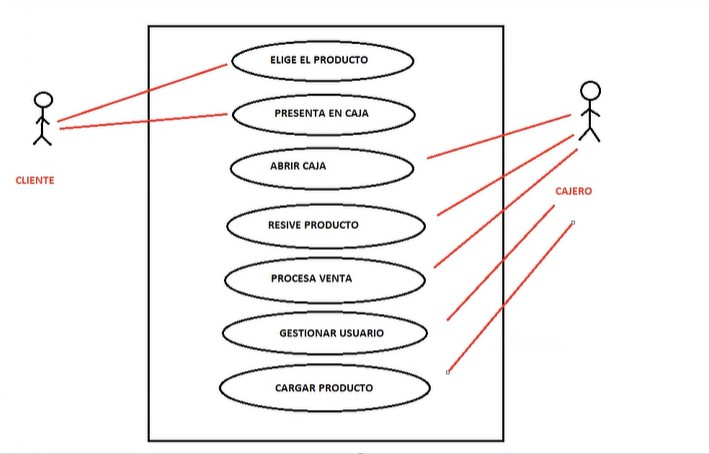 ELIGE EL PRODUCTO
PRESENTA EN CAJA
ABRIR CAJA
CLIENTE
CAJERO
RESIVE PRODUCTO
PROCESA VENTA
GESTIONAR USUARIO
CARGAR PRODUCTO